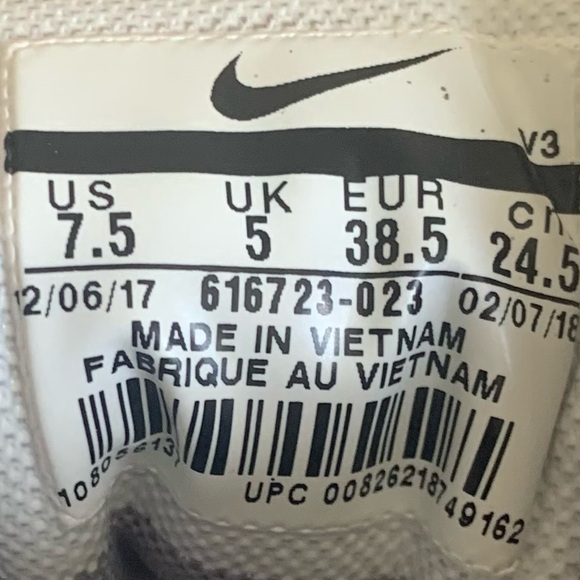 V3
US UK EUR cm
7.5 5 38.5 24.5
12/06/17 616723-023 02/07/18
MADE IN VIETNAM
FABRIQUE AU VIETNAM
UPC 00826218749162